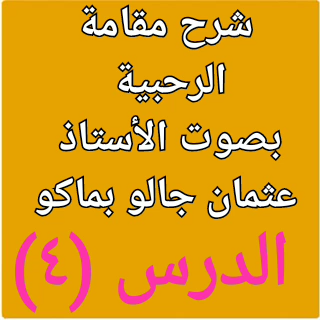 شرح مقامة
الرحبية
بصوت الأستاذ
عثمان جالو بماكو
الدرس (٤)